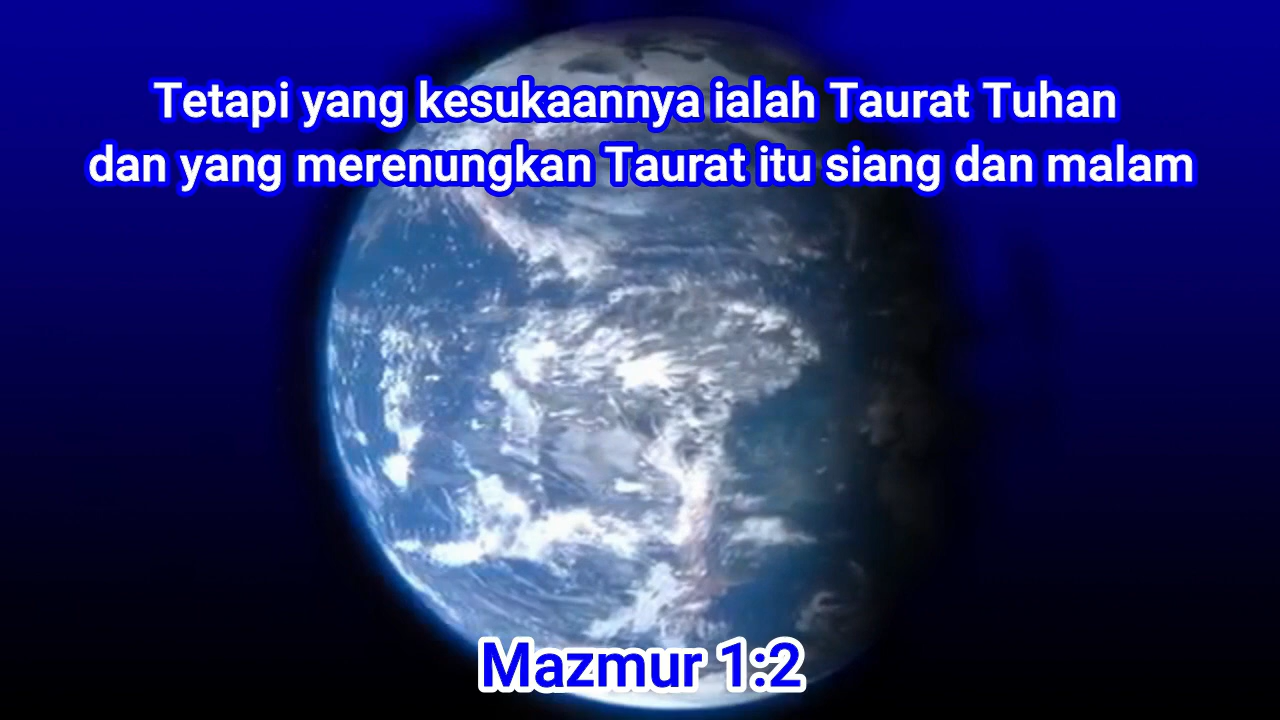 Tetapi yang kesukaannya ialah Taurat Tuhan
dan yang merenungkan Taurat itu siang dan malam
Mazmur 1:2